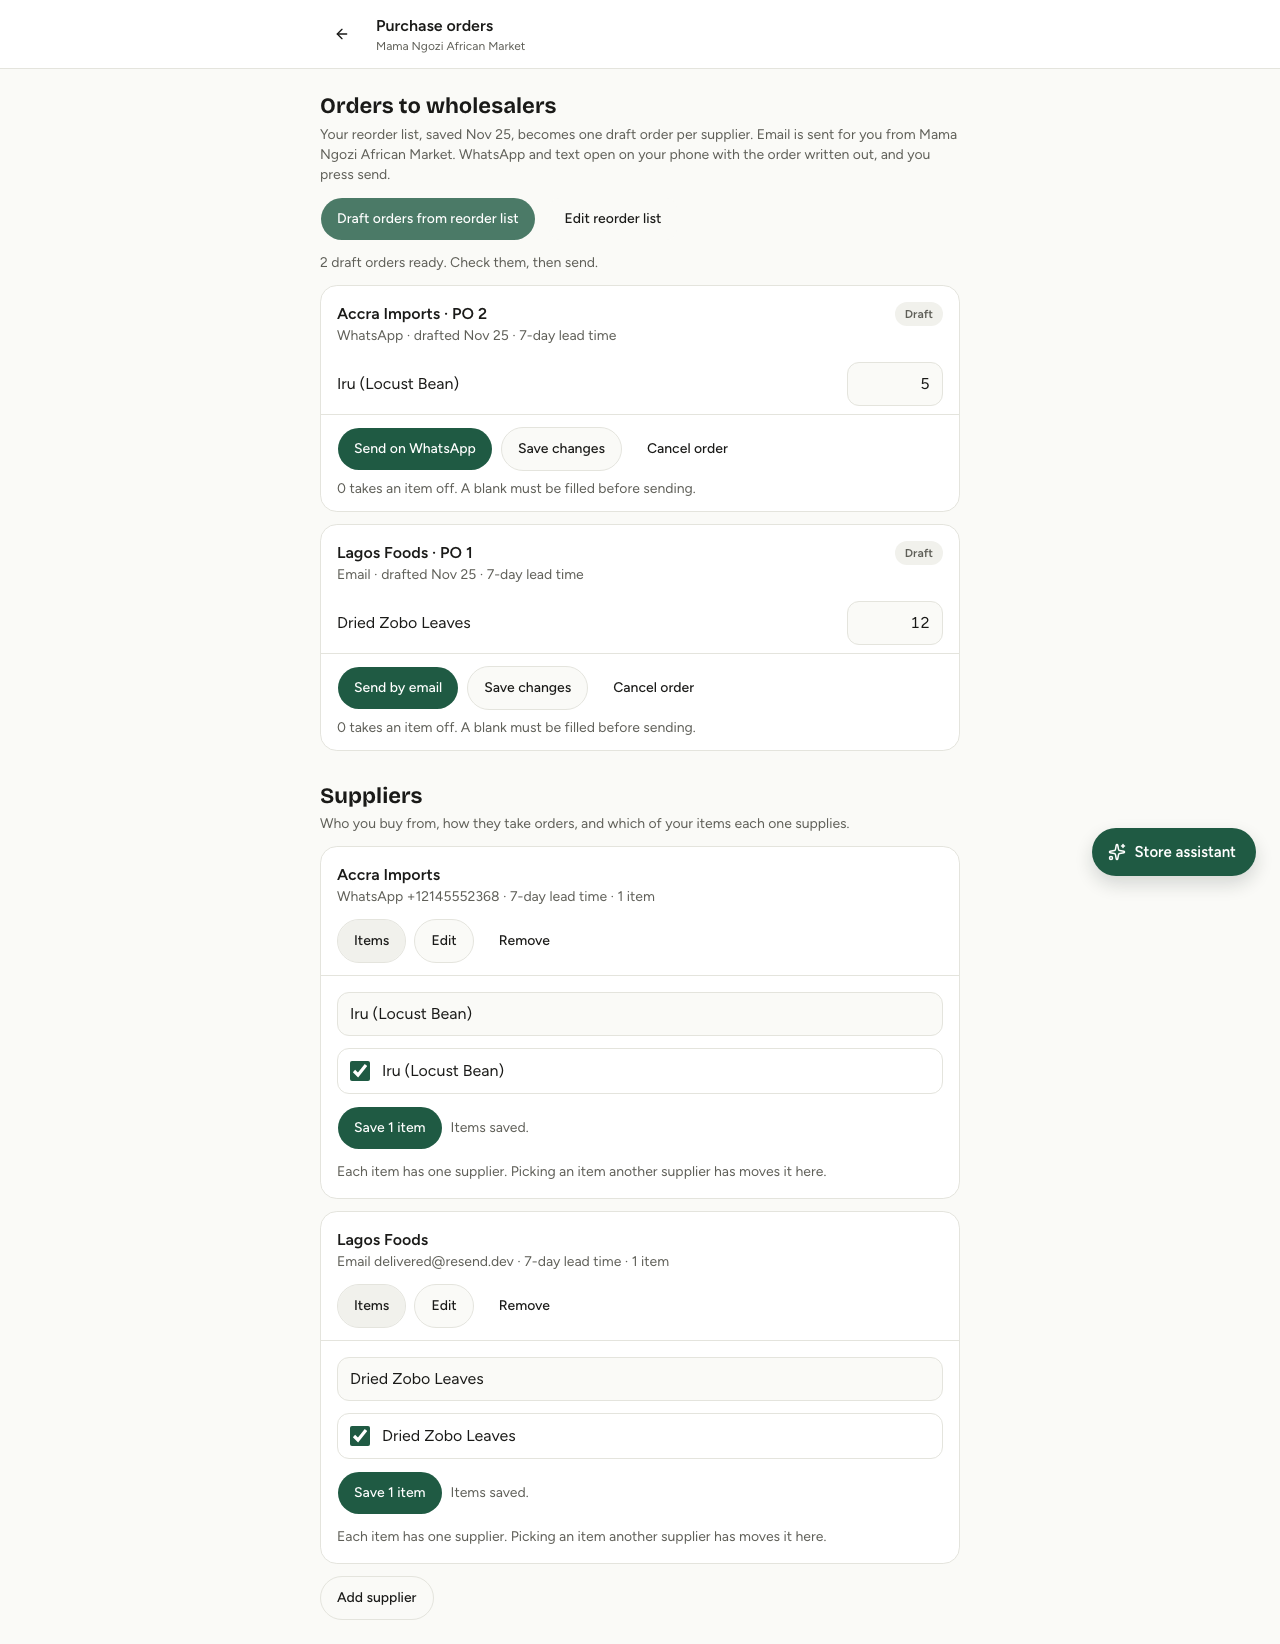 Purchase orders
Mama Ngozi African Market
Orders to wholesalers
Your reorder list, saved Nov 25, becomes one draft order per supplier. Email is sent for you from Mama
Ngozi African Market. WhatsApp and text open on your phone with the order written out, and you
press send.
Draft orders from reorder list
Edit reorder list
2 draft orders ready. Check them, then send.
Accra Imports · PO 2
Draft
WhatsApp · drafted Nov 25 · 7-day lead time
Iru (Locust Bean)
5
Send on WhatsApp
Save changes
Cancel order
0 takes an item off. A blank must be filled before sending.
Lagos Foods · PO 1
Draft
Email · drafted Nov 25 · 7-day lead time
Dried Zobo Leaves
12
Send by email
Save changes
Cancel order
0 takes an item off. A blank must be filled before sending.
Suppliers
Who you buy from, how they take orders, and which of your items each one supplies.
Store assistant
Accra Imports
WhatsApp +12145552368 · 7-day lead time · 1 item
Items
Edit
Remove
Iru (Locust Bean)
Iru (Locust Bean)
Save 1 item
Items saved.
Each item has one supplier. Picking an item another supplier has moves it here.
Lagos Foods
Email delivered@resend.dev · 7-day lead time · 1 item
Items
Edit
Remove
Dried Zobo Leaves
Dried Zobo Leaves
Save 1 item
Items saved.
Each item has one supplier. Picking an item another supplier has moves it here.
Add supplier